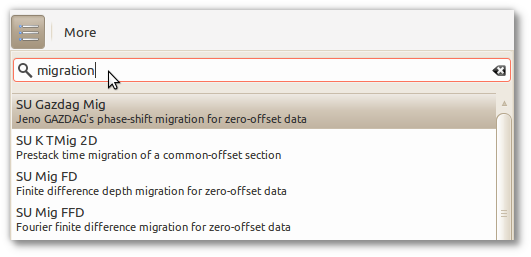 More
migration
SU Gazdag Mig
Jeno GAZDAG's phase-shift migration for zero-offset data
SU K TMig 2D
Prestack time migration of a common-offset section
SU Mig FD
Finite difference depth migration for zero-offset data
SU Mig FFD
Fourier finite difference migration for zero-offset data